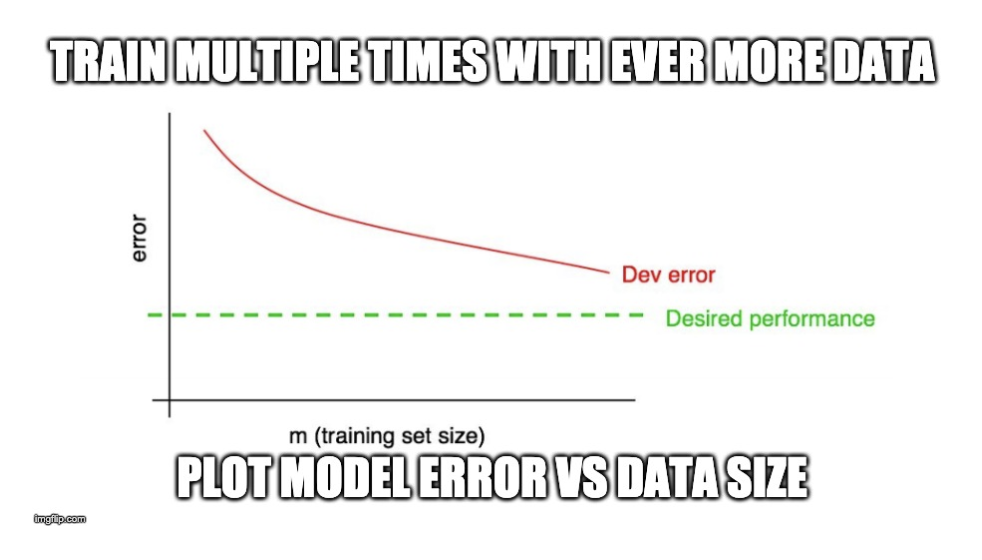 TRAIN MULTIPLE TIMES WITH EVER MORE DATA
error
Dev error
Desired performance
m (training set size)
PLOT MODEL ERROR VS DATA SIZE
imgflip.com